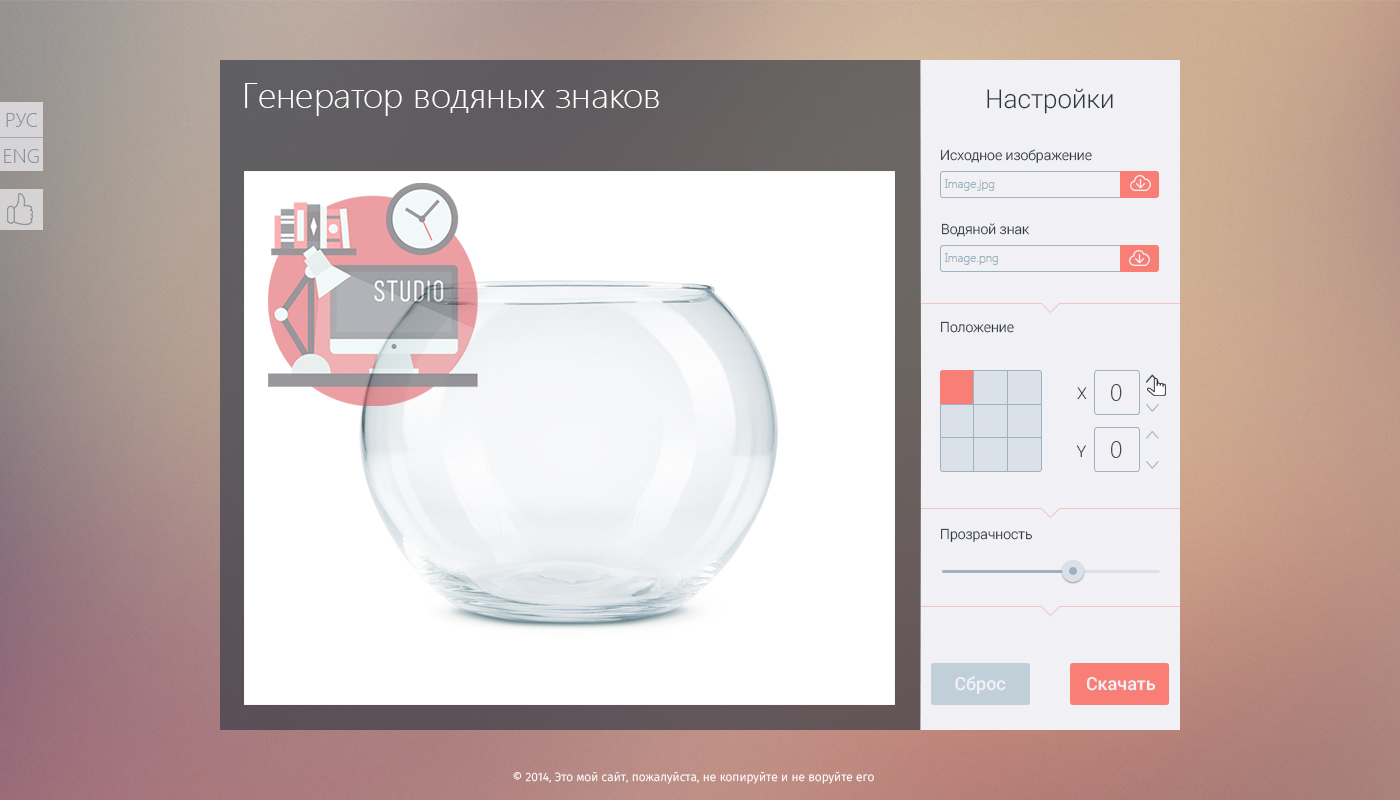 РУС
ENG
Генератор водяных знаков
STUDIO
Настройки
Исходное изображение
Image.jpg
Водяной знак
Image.png
Положение
X
0
Y
0
Прозрачность
Сброс
Скачать
© 2014, Это мой сайт, пожалуйста, не копируйте и не воруйте его